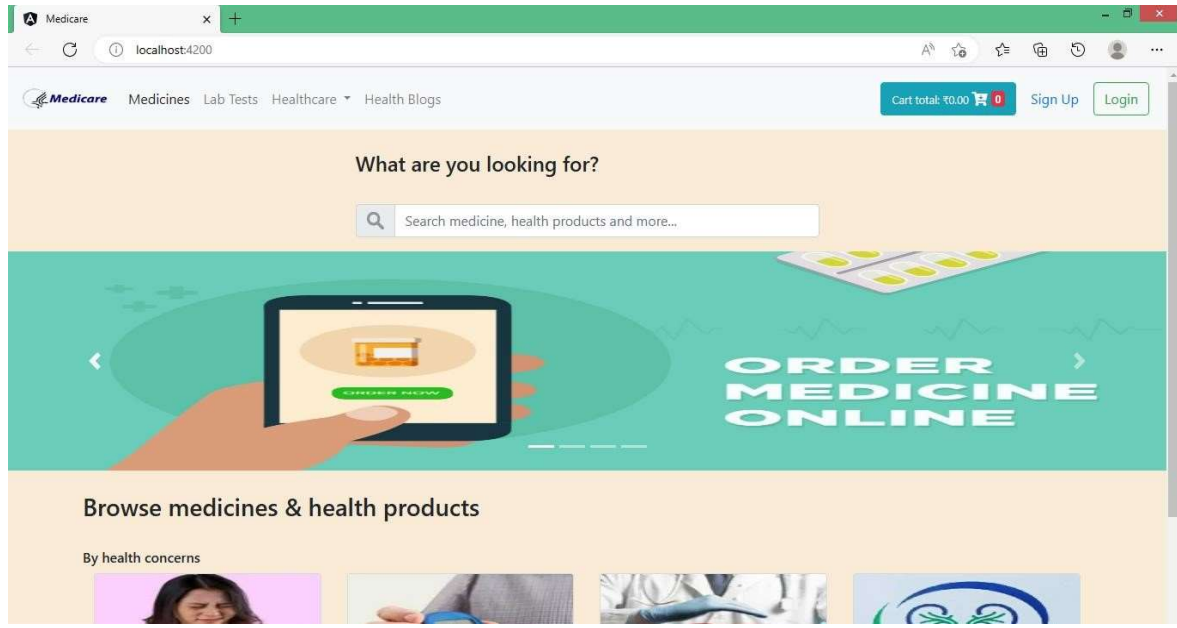 Medicare
localhost:4200
Medicare Medicines Lab Tests Healthcare Health Blogs Cart total: ₹0.00 0 Sign Up Login
What are you looking for?
Search medicine, health products and more...
ORDER NOW
ORDER
MEDICINE
ONLINE
Browse medicines & health products
By health concerns